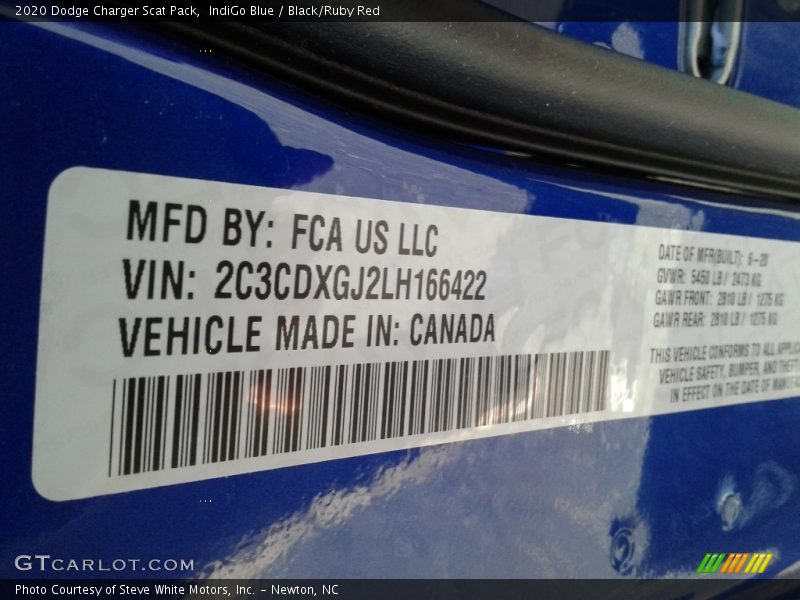 2020 Dodge Charger Scat Pack, IndiGo Blue / Black/Ruby Red
MFD BY: FCA US LLC
VIN: 2C3CDXGJ2LH166422
VEHICLE MADE IN: CANADA
DATE OF MFR(BUILT): 6-20
GVWR: 5450 LB / 2473 KG
GAWR FRONT: 2810 LB / 1275 KG
GAWR REAR: 2810 LB / 1275 KG
THIS VEHICLE CONFORMS TO ALL
VEHICLE SAFETY, BUMPER, AND THEFT
IN EFFECT ON THE DATE OF
GTCARLOT.COM
Photo Courtesy of Steve White Motors, Inc. – Newton, NC